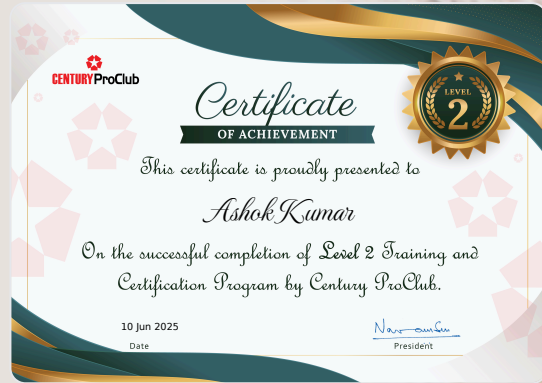 CENTURY ProClub
Certificate
OF ACHIEVEMENT
LEVEL
2
This certificate is proudly presented to
Ashok Kumar
On the successful completion of Level 2 Training and
Certification Program by Century ProClub.
10 Jun 2025
Date
President